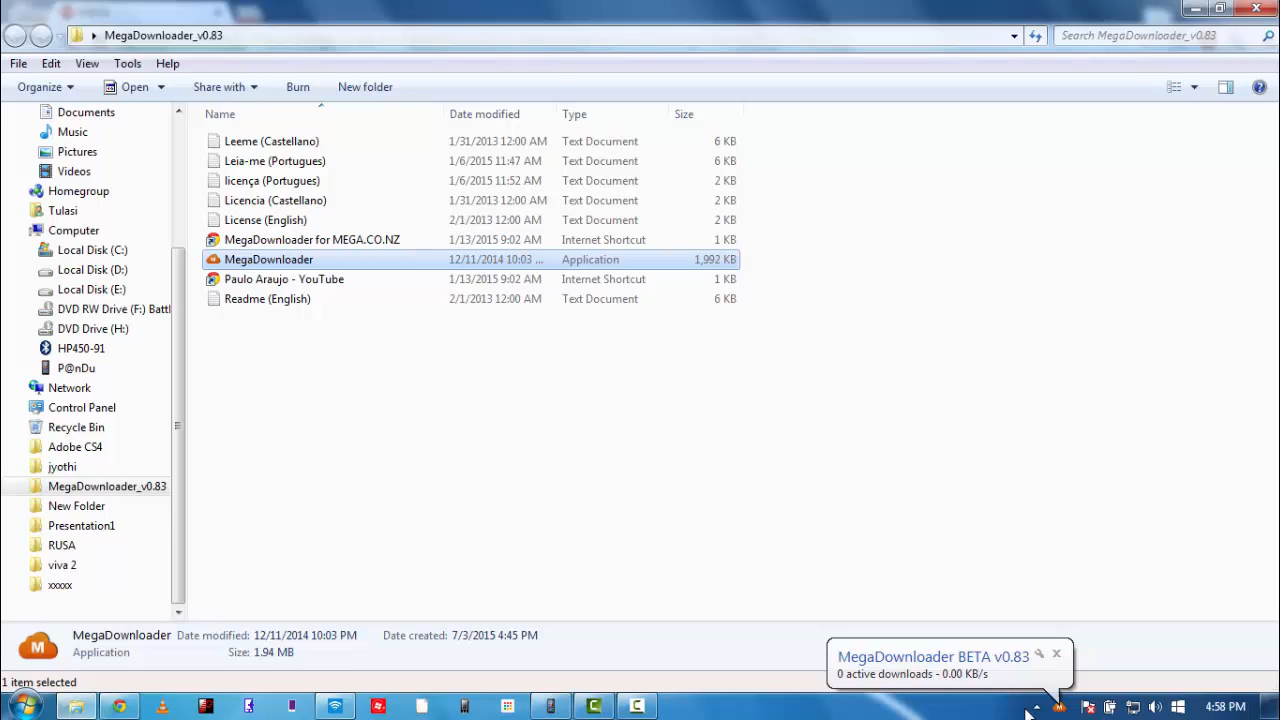 MegaDownloader_v0.83
Search MegaDownloader_v0.83
File Edit View Tools Help
Organize Open Share with Burn New folder
Name Date modified Type Size
Documents
Music
Pictures
Videos
Homegroup
Tulasi
Computer
Local Disk (C:)
Local Disk (D:)
Local Disk (E:)
DVD RW Drive (F:) Battl
DVD Drive (H:)
HP450-91
P@nDu
Network
Control Panel
Recycle Bin
Adobe CS4
jyothi
MegaDownloader_v0.83
New Folder
Presentation1
RUSA
viva 2
xxxxx
Leeme (Castellano) 1/31/2013 12:00 AM Text Document 6 KB
Leia-me (Portugues) 1/6/2015 11:47 AM Text Document 6 KB
licença (Portugues) 1/6/2015 11:52 AM Text Document 2 KB
Licencia (Castellano) 1/31/2013 12:00 AM Text Document 2 KB
License (English) 2/1/2013 12:00 AM Text Document 2 KB
MegaDownloader for MEGA.CO.NZ 1/13/2015 9:02 AM Internet Shortcut 1 KB
MegaDownloader 12/11/2014 10:03 ... Application 1,992 KB
Paulo Araujo - YouTube 1/13/2015 9:02 AM Internet Shortcut 1 KB
Readme (English) 2/1/2013 12:00 AM Text Document 6 KB
M
MegaDownloader Date modified: 12/11/2014 10:03 PM Date created: 7/3/2015 4:45 PM
Application Size: 1.94 MB
MegaDownloader BETA v0.83
0 active downloads - 0.00 KB/s
1 item selected
4:58 PM